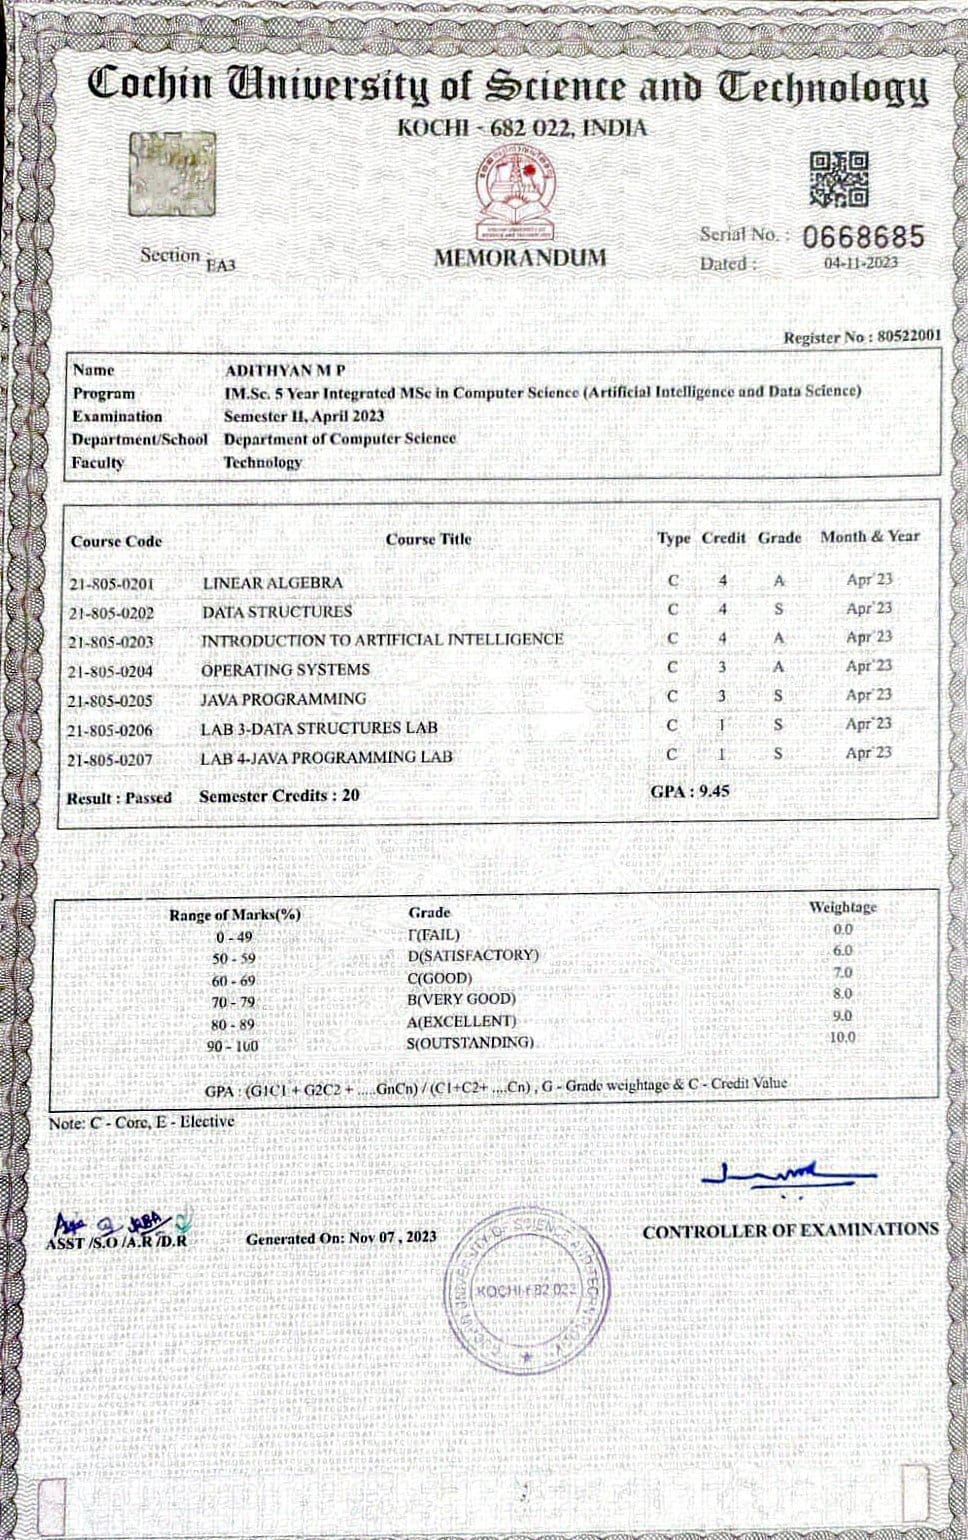 Cochin University of Science and Technology
KOCHI - 682 022, INDIA
Section EA3
MEMORANDUM
Serial No. : 0668685
Dated : 04-11-2023
Register No : 80522001
Name ADITHYAN M P
Program IM.Sc. 5 Year Integrated MSc in Computer Science (Artificial Intelligence and Data Science)
Examination Semester II, April 2023
Department/School Department of Computer Science
Faculty Technology
Course Code Course Title Type Credit Grade Month & Year
21-805-0201 LINEAR ALGEBRA C 4 A Apr'23
21-805-0202 DATA STRUCTURES C 4 S Apr'23
21-805-0203 INTRODUCTION TO ARTIFICIAL INTELLIGENCE C 4 A Apr'23
21-805-0204 OPERATING SYSTEMS C 3 A Apr'23
21-805-0205 JAVA PROGRAMMING C 3 S Apr'23
21-805-0206 LAB 3-DATA STRUCTURES LAB C 1 S Apr'23
21-805-0207 LAB 4-JAVA PROGRAMMING LAB C 1 S Apr'23
Result : Passed Semester Credits : 20 GPA : 9.45
Range of Marks(%) Grade Weightage
0 - 49 F(FAIL) 0.0
50 - 59 D(SATISFACTORY) 6.0
60 - 69 C(GOOD) 7.0
70 - 79 B(VERY GOOD) 8.0
80 - 89 A(EXCELLENT) 9.0
90 - 100 S(OUTSTANDING) 10.0
GPA : (G1C1 + G2C2 + .....GnCn) / (C1+C2+ ....Cn) , G - Grade weightage & C - Credit Value
Note: C - Core, E - Elective
ASST /S.O /A.R /D.R
Generated On: Nov 07 , 2023
CONTROLLER OF EXAMINATIONS
COCHIN UNIVERSITY OF SCIENCE AND TECHNOLOGY
KOCHI-682 022